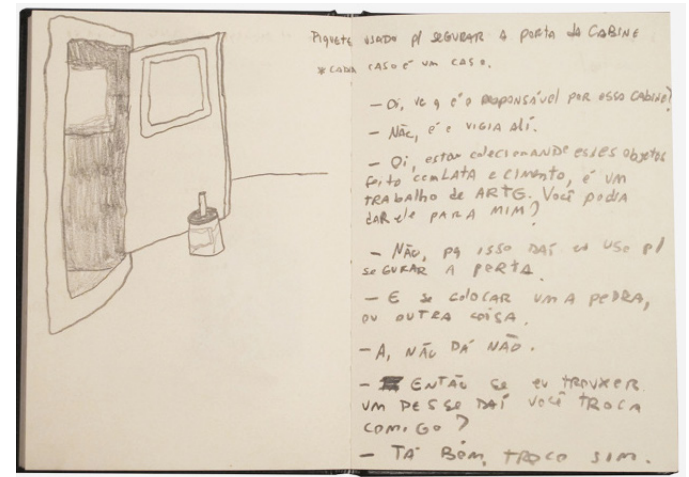 Piquete usado p/ segurar a porta da cabine
* cada caso é um caso.
— Oi, vc q é o responsável por essa cabine?
— Não, é o vigia ali.
— Oi, estou colecionando esses objetos
feito com lata e cimento, é um
trabalho de ARTE. Você podia
dar ele para mim?
— Não, pq isso daí eu uso p/
segurar a porta.
— E se colocar uma pedra,
ou outra coisa.
— A, não dá não.
— Então se eu trouxer
um desse daí você troca
comigo?
— Tá bom, troco sim.